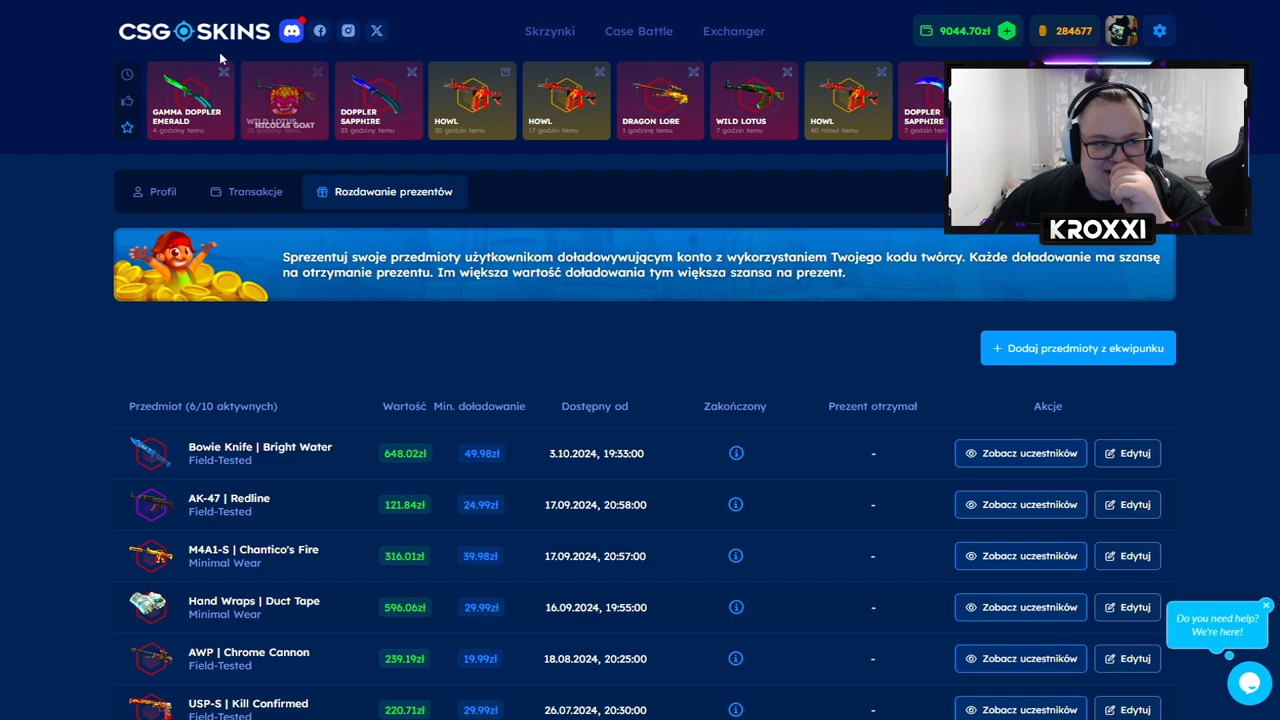 CSG SKINS
Skrzynki
Case Battle
Exchanger
9044.70zł
284677
GAMMA DOPPLER
EMERALD
4 godziny temu
WILD LOTUS
NICOLAS GOAT
DOPPLER
SAPPHIRE
23 godziny temu
HOWL
20 godzin temu
HOWL
17 godzin temu
DRAGON LORE
1 godzinę temu
WILD LOTUS
7 godzin temu
HOWL
40 minut temu
DOPPLER
SAPPHIRE
7 godzin temu
KROXXI
Profil
Transakcje
Rozdawanie prezentów
Sprezentuj swoje przedmioty użytkownikom doładowywującym konto z wykorzystaniem Twojego kodu twórcy. Każde doładowanie ma szansę
na otrzymanie prezentu. Im większa wartość doładowania tym większa szansa na prezent.
+ Dodaj przedmioty z ekwipunku
Przedmiot (6/10 aktywnych) Wartość Min. doładowanie Dostępny od Zakończony Prezent otrzymał Akcje
Bowie Knife | Bright Water
Field-Tested
648.02zł 49.98zł 3.10.2024, 19:33:00 - Zobacz uczestników Edytuj
AK-47 | Redline
Field-Tested
121.84zł 24.99zł 17.09.2024, 20:58:00 - Zobacz uczestników Edytuj
M4A1-S | Chantico's Fire
Minimal Wear
316.01zł 39.98zł 17.09.2024, 20:57:00 - Zobacz uczestników Edytuj
Hand Wraps | Duct Tape
Minimal Wear
596.06zł 29.99zł 16.09.2024, 19:55:00 - Zobacz uczestników Edytuj
AWP | Chrome Cannon
Field-Tested
239.19zł 19.99zł 18.08.2024, 20:25:00 - Zobacz uczestników Edytuj
USP-S | Kill Confirmed
Field-Tested
220.71zł 29.99zł 26.07.2024, 20:30:00 - Zobacz uczestników Edytuj
Do you need help?
We're here!